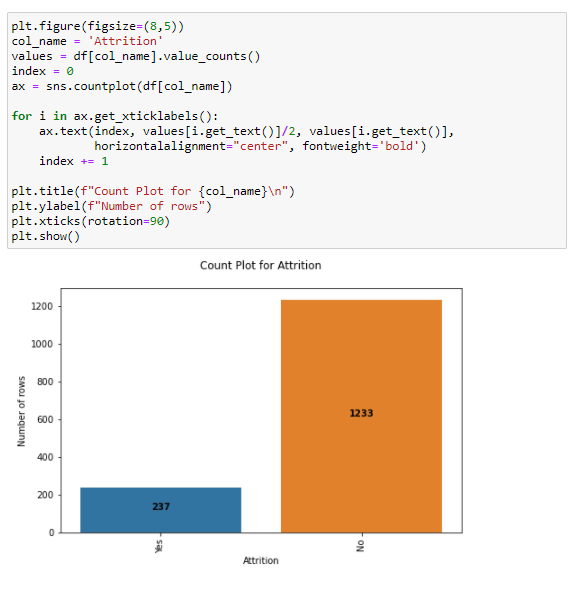 plt.figure(figsize=(8,5))
col_name = 'Attrition'
values = df[col_name].value_counts()
index = 0
ax = sns.countplot(df[col_name])
for i in ax.get_xticklabels():
    ax.text(index, values[i.get_text()]/2, values[i.get_text()],
            horizontalalignment="center", fontweight='bold')
    index += 1
plt.title(f"Count Plot for {col_name}\n")
plt.ylabel(f"Number of rows")
plt.xticks(rotation=90)
plt.show()
Count Plot for Attrition
1200
1000
800
600
400
200
0
Number of rows
237
1233
Yes
No
Attrition